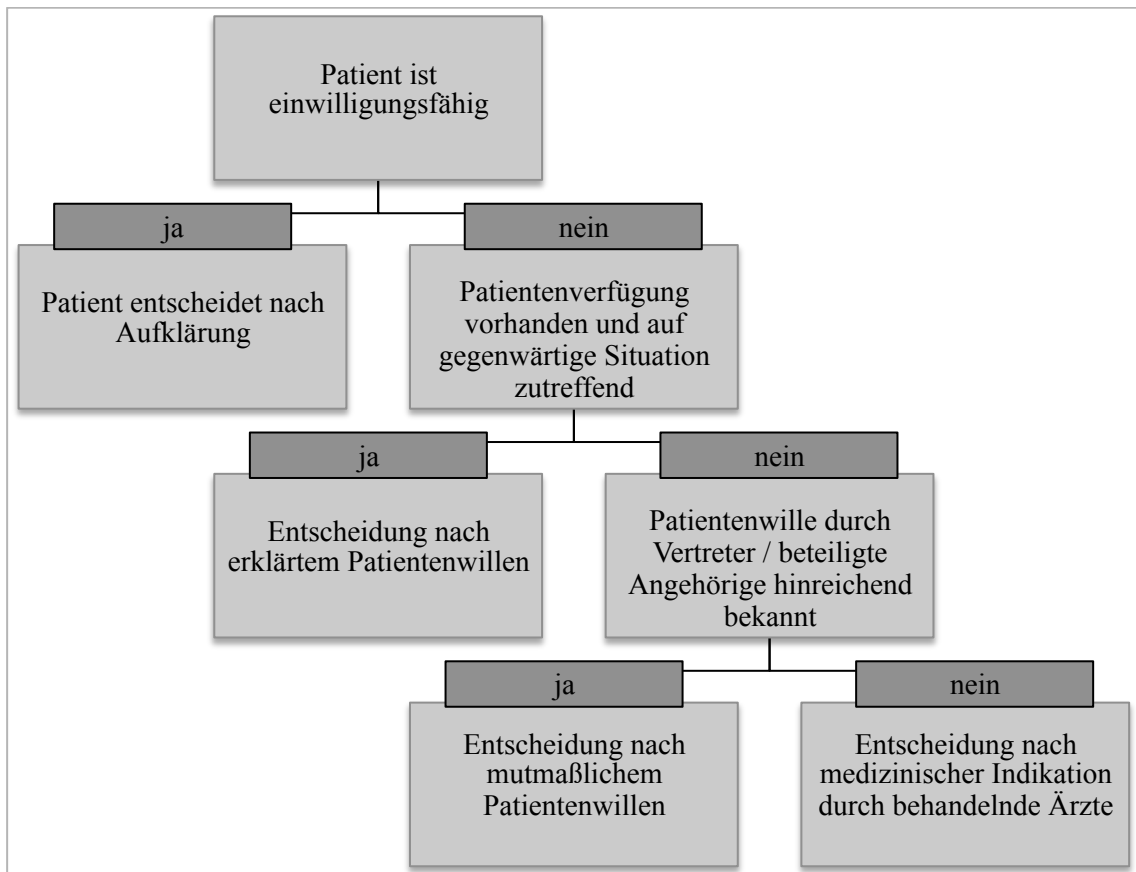 Patient ist
einwilligungsfähig
ja
nein
Patient entscheidet nach
Aufklärung
Patientenverfügung
vorhanden und auf
gegenwärtige Situation
zutreffend
ja
nein
Entscheidung nach
erklärtem Patientenwillen
Patientenwille durch
Vertreter / beteiligte
Angehörige hinreichend
bekannt
ja
nein
Entscheidung nach
mutmaßlichem
Patientenwillen
Entscheidung nach
medizinischer Indikation
durch behandelnde Ärzte